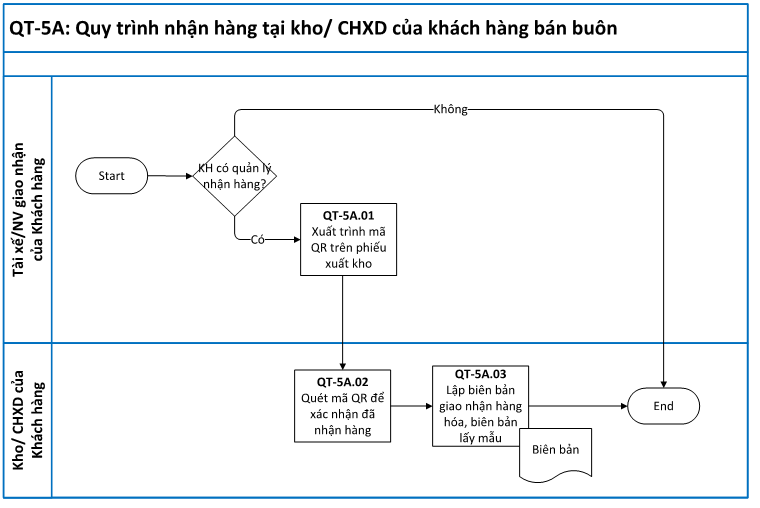 QT-5A: Quy trình nhận hàng tại kho/ CHXD của khách hàng bán buôn
Tài xế/NV giao nhận
của Khách hàng
Start
KH có quản lý
nhận hàng?
Không
Có
QT-5A.01
Xuất trình mã
QR trên phiếu
xuất kho
Kho/ CHXD của
Khách hàng
QT-5A.02
Quét mã QR để
xác nhận đã
nhận hàng
QT-5A.03
Lập biên bản
giao nhận hàng
hóa, biên bản
lấy mẫu
Biên bản
End